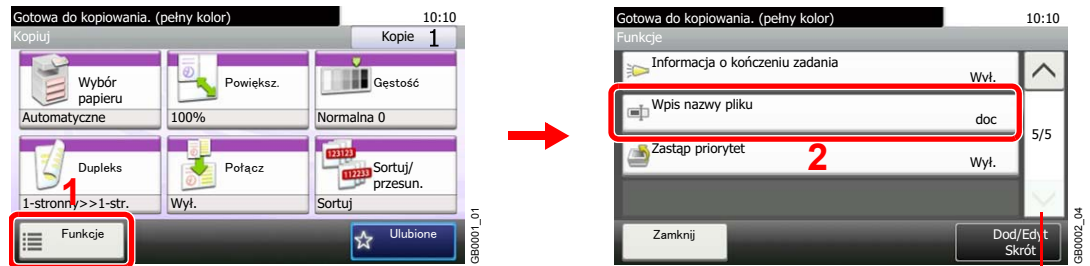 Gotowa do kopiowania. (pełny kolor)
10:10
Kopiuj
Kopie 1
Wybór
papieru
Automatyczne
Powiększ.
100%
Gęstość
Normalna 0
Dupleks
1-stronny>>1-str.
Połącz
Wył.
123123
112233
Sortuj/
przesun.
Sortuj
1
Funkcje
Ulubione
GB0001_01
Gotowa do kopiowania. (pełny kolor)
10:10
Funkcje
Informacja o kończeniu zadania
Wył.
Wpis nazwy pliku
doc
5/5
Zastąp priorytet
Wył.
2
Zamknij
Dod/Edyt
Skrót
GB0002_04